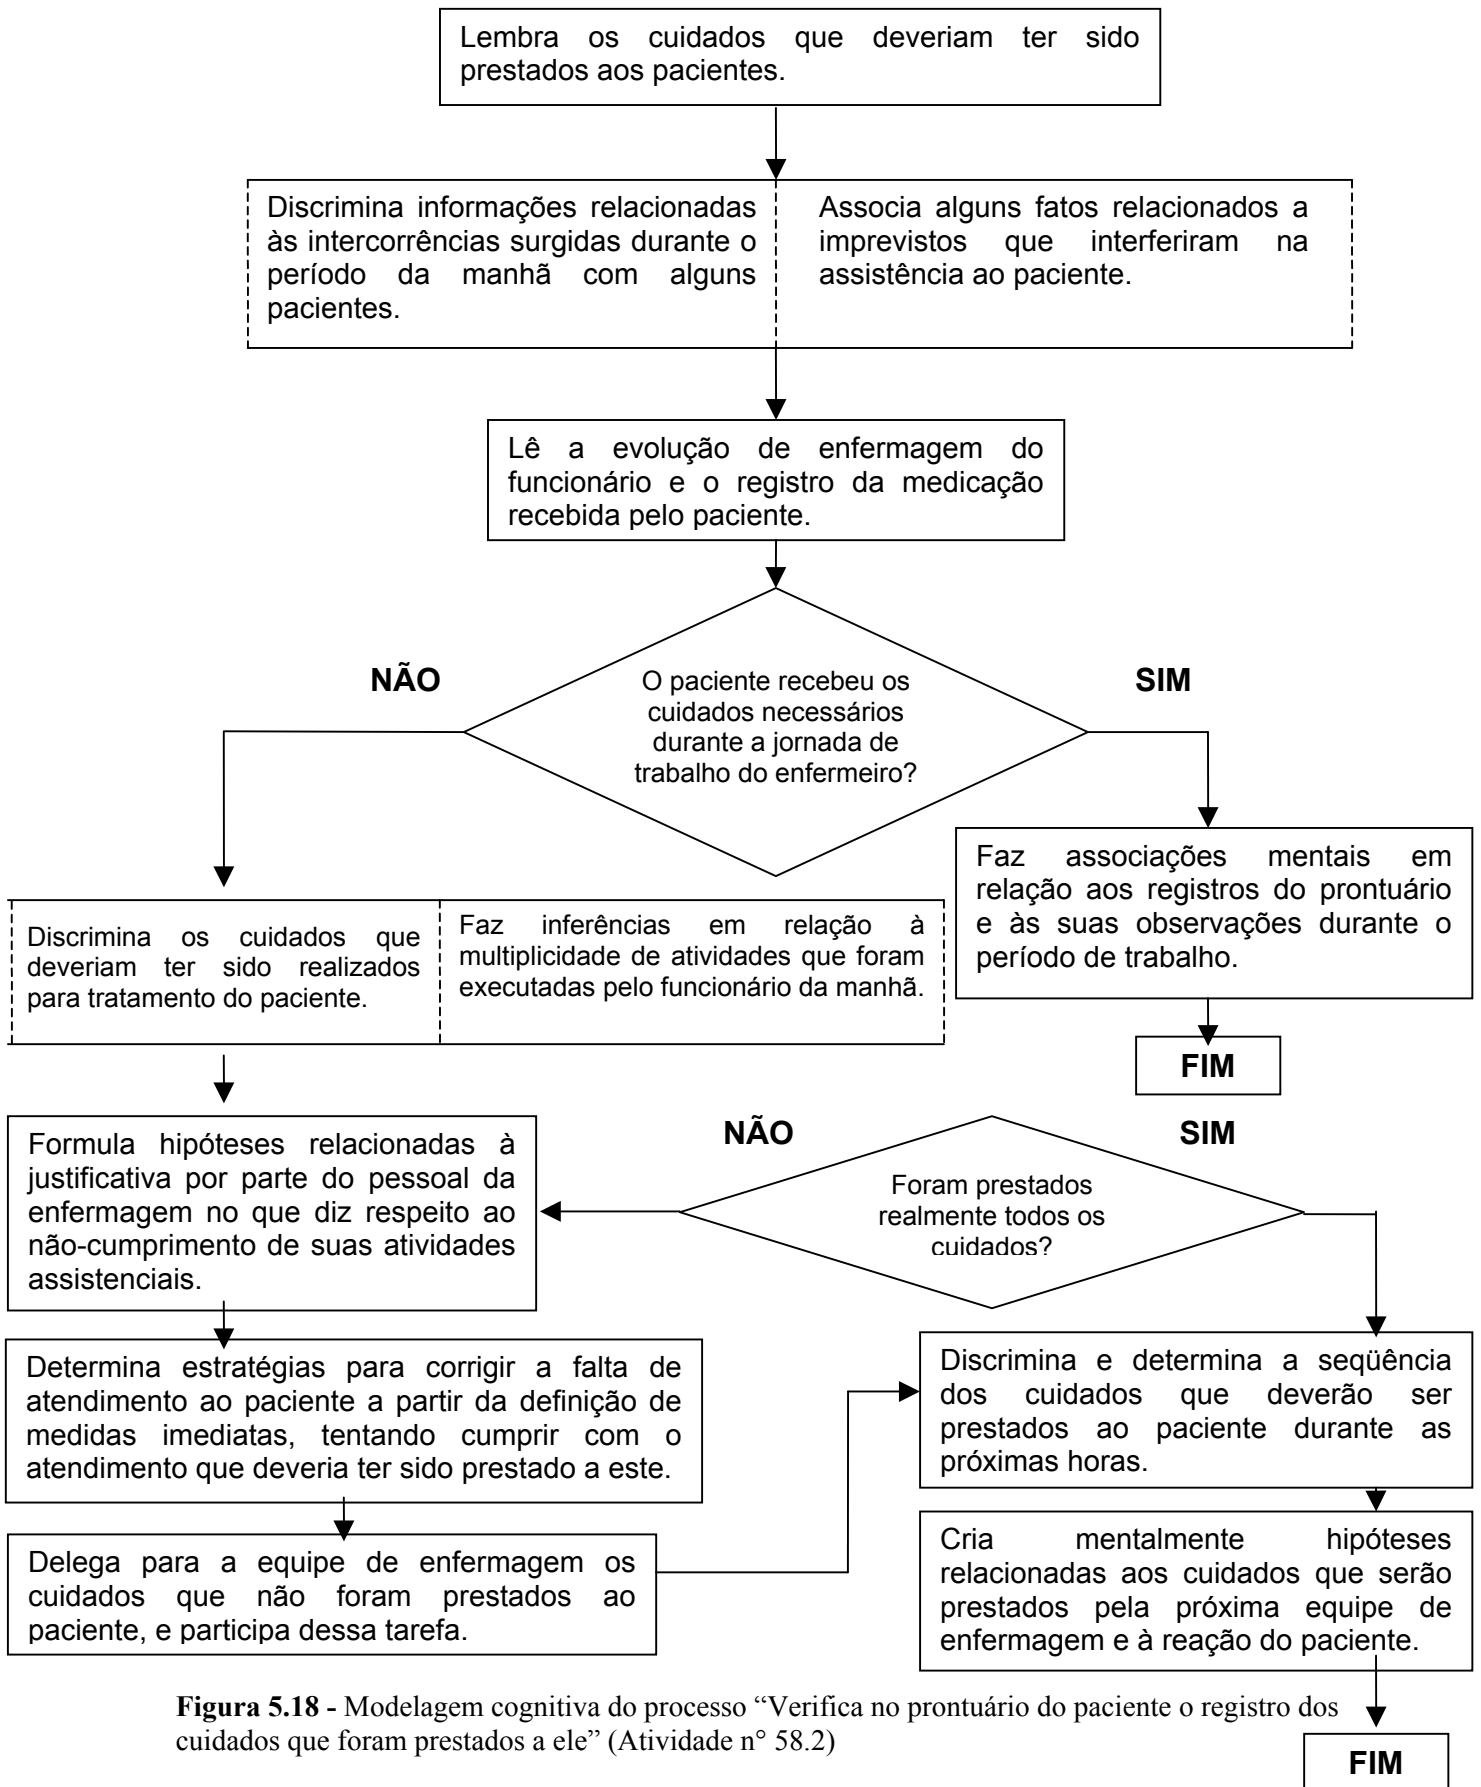 Lembra os cuidados que deveriam ter sido
prestados aos pacientes.
Discrimina informações relacionadas
às intercorrências surgidas durante o
período da manhã com alguns
pacientes.
Associa alguns fatos relacionados a
imprevistos que interferiram na
assistência ao paciente.
Lê a evolução de enfermagem do
funcionário e o registro da medicação
recebida pelo paciente.
NÃO
SIM
O paciente recebeu os
cuidados necessários
durante a jornada de
trabalho do enfermeiro?
Faz associações mentais em
relação aos registros do prontuário
e às suas observações durante o
período de trabalho.
Discrimina os cuidados que
deveriam ter sido realizados
para tratamento do paciente.
Faz inferências em relação à
multiplicidade de atividades que foram
executadas pelo funcionário da manhã.
FIM
Formula hipóteses relacionadas à
justificativa por parte do pessoal da
enfermagem no que diz respeito ao
não-cumprimento de suas atividades
assistenciais.
NÃO
SIM
Foram prestados
realmente todos os
cuidados?
Determina estratégias para corrigir a falta de
atendimento ao paciente a partir da definição de
medidas imediatas, tentando cumprir com o
atendimento que deveria ter sido prestado a este.
Discrimina e determina a seqüência
dos cuidados que deverão ser
prestados ao paciente durante as
próximas horas.
Delega para a equipe de enfermagem os
cuidados que não foram prestados ao
paciente, e participa dessa tarefa.
Cria mentalmente hipóteses
relacionadas aos cuidados que serão
prestados pela próxima equipe de
enfermagem e à reação do paciente.
Figura 5.18 - Modelagem cognitiva do processo “Verifica no prontuário do paciente o registro dos
cuidados que foram prestados a ele” (Atividade n° 58.2)
FIM